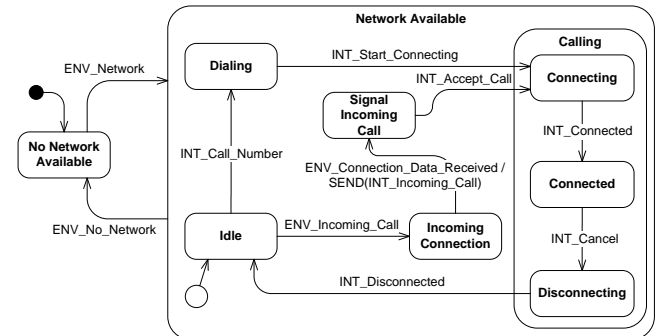 Network Available
Calling
ENV_Network
Dialing
INT_Start_Connecting
Connecting
INT_Accept_Call
Signal
Incoming
Call
No Network
Available
INT_Call_Number
INT_Connected
ENV_Connection_Data_Received /
SEND(INT_Incoming_Call)
Connected
ENV_No_Network
Idle
ENV_Incoming_Call
Incoming
Connection
INT_Cancel
INT_Disconnected
Disconnecting